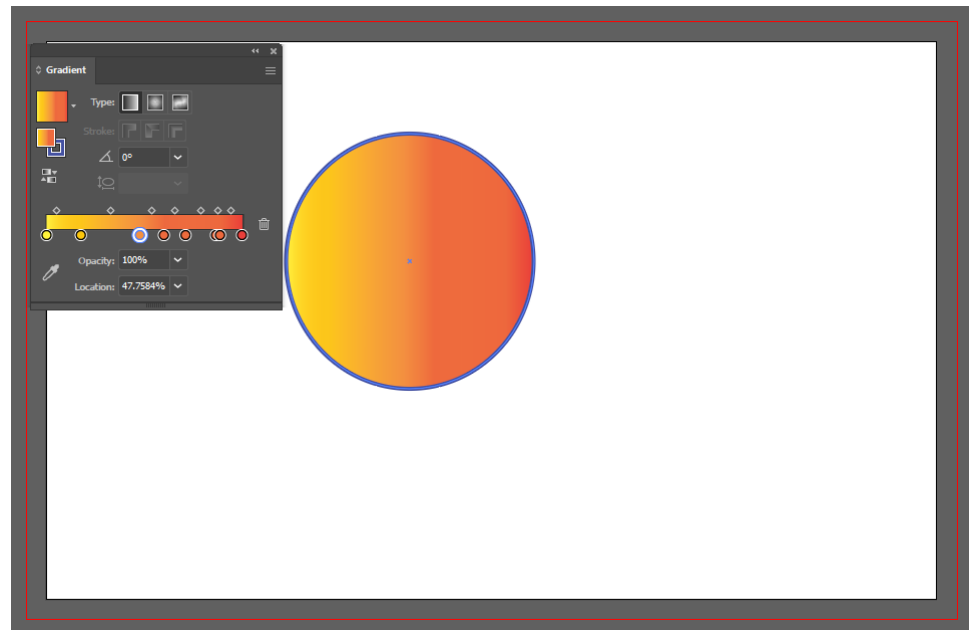 Gradient
Type:
Stroke:
0°
Opacity: 100%
Location: 47.7584%